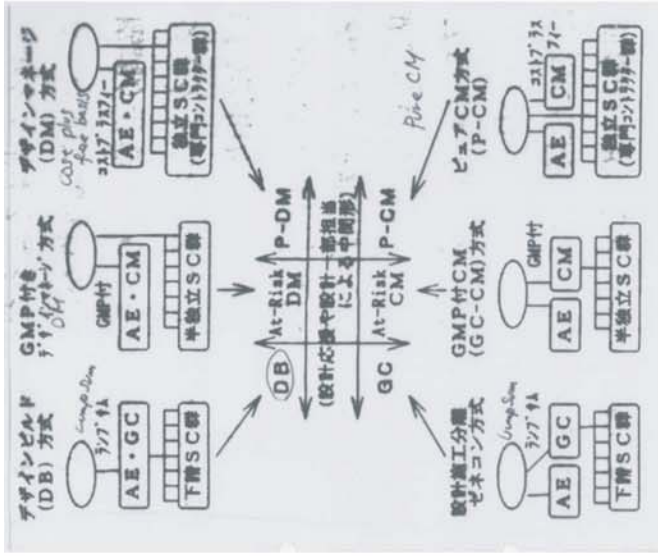 デザインビルド
(DB) 方式
Lump Sum
ランプサム
AE・GC
下請SC群
GMP付き
デザインマネージ方式
DM
GMP付
AE・CM
半独立SC群
デザインマネージ
(DM) 方式
cost plus
fee basis
コストプラスフィー
AE・CM
独立SC群
(専門コントラクター群)
DB
At-Risk
DM
P-DM
(設計応援や設計一部担当
による中間形)
GC
At-Risk
CM
P-CM
Pure CM
設計施工分離
ゼネコン方式
Lump Sum
ランプサム
AE
GC
下請SC群
GMP付CM
(GC-CM)方式
GMP付
AE
CM
半独立SC群
ピュアCM方式
(P-CM)
コストプラス
フィー
AE
CM
独立SC群
(専門コントラクター群)